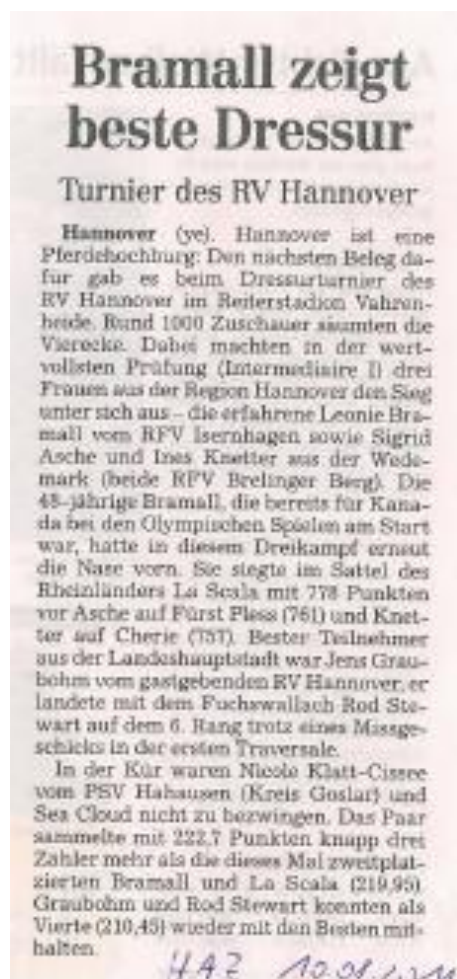 Bramall zeigt
beste Dressur
Turnier des RV Hannover
Hannover (ye). Hannover ist eine
Pferdehochburg: Den nächsten Beleg da-
fur gab es beim Dressurturnier des
RV Hannover im Reiterstadion Vahren-
heide. Rund 1000 Zuschauer säumten die
Vierecke. Dabei machten in der wert-
vollsten Prüfung (Intermediaire I) drei
Frauen aus der Region Hannover den Sieg
unter sich aus – die erfahrene Leonie Bra-
mall vom RFV Isernhagen sowie Sigrid
Asche und Ines Knetter aus der Wede-
mark (beide RFV Brelinger Berg). Die
48-jährige Bramall, die bereits für Kana-
da bei den Olympischen Spielen am Start
war, hatte in diesem Dreikampf erneut
die Nase vorn. Sie siegte im Sattel des
Rheinländers La Scala mit 778 Punkten
vor Asche auf Fürst Pless (761) und Knet-
ter auf Cherie (757). Bester Teilnehmer
aus der Landeshauptstadt war Jens Grau-
bohm vom gastgebenden RV Hannover, er
landete mit dem Fuchswallach Rod Ste-
wart auf dem 6. Rang trotz eines Missge-
schicks in der ersten Traversale.
In der Kür waren Nicole Klatt-Cissee
vom PSV Hahausen (Kreis Goslar) und
Sea Cloud nicht zu bezwingen. Das Paar
sammelte mit 222,7 Punkten knapp drei
Zähler mehr als die dieses Mal zweitplat-
zierten Bramall und La Scala (219,95).
Graubohm und Rod Stewart konnten als
Vierte (210,45) wieder mit den Besten mit-
halten.
HAZ